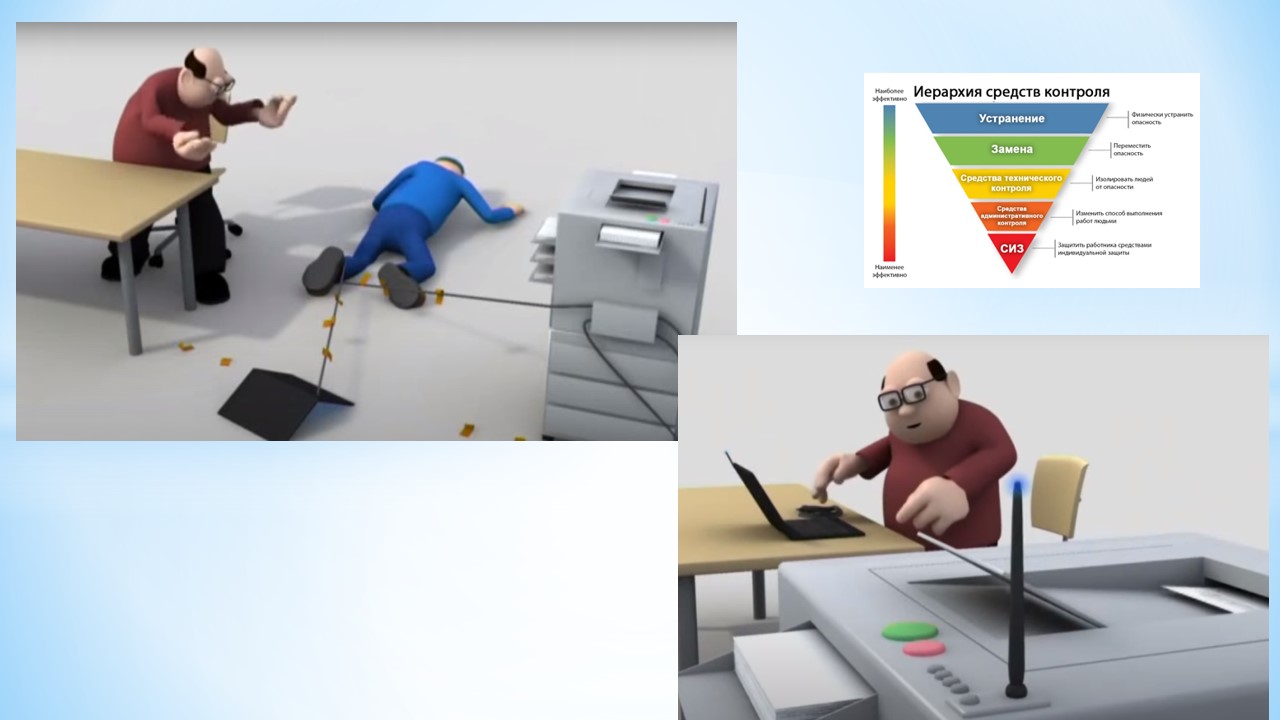 Наиболее
эффективно
Иерархия средств контроля
Устранение
Физически устранить
опасность
Замена
Переместить
опасность
Средства технического
контроля
Изолировать людей
от опасности
Средства
административного
контроля
Изменить способ выполнения
работ людьми
СИЗ
Защитить работника средствами
индивидуальной защиты
Наименее
эффективно